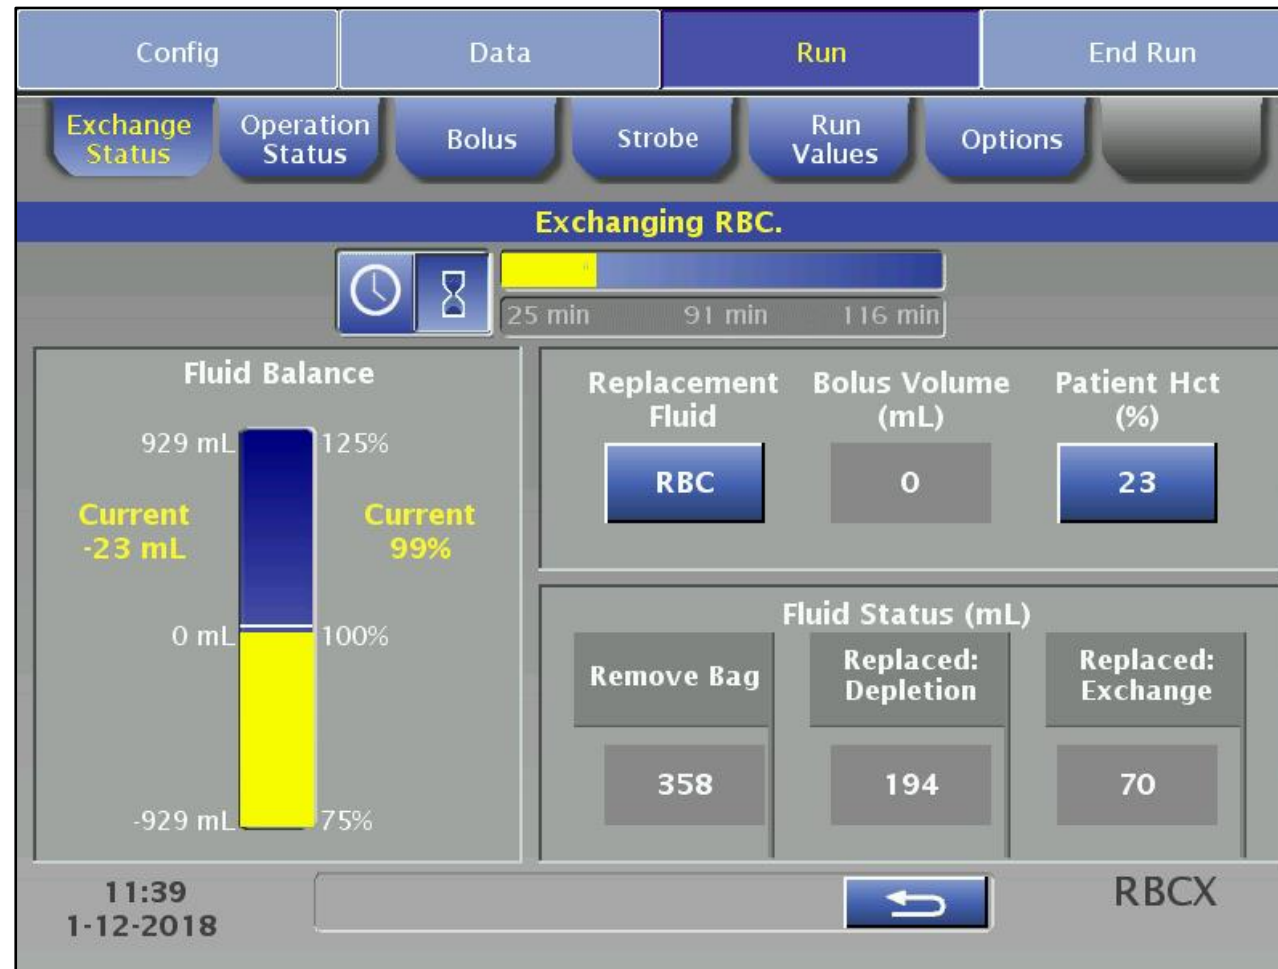 Config Data Run End Run
Exchange Status Operation Status Bolus Strobe Run Values Options
Exchanging RBC.
25 min 91 min 116 min
Fluid Balance
929 mL 125%
Current Current
-23 mL 99%
0 mL 100%
-929 mL 75%
Replacement Fluid Bolus Volume (mL) Patient Hct (%)
RBC 0 23
Fluid Status (mL)
Remove Bag Replaced: Depletion Replaced: Exchange
358 194 70
11:39
1-12-2018
RBCX